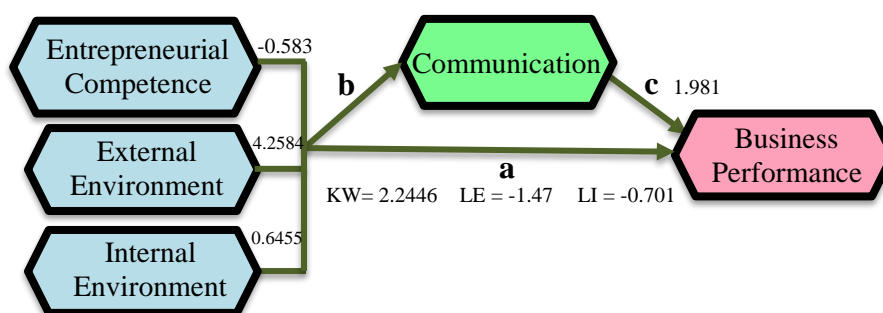 Entrepreneurial
Competence
-0.583
External
Environment
4.2584
Internal
Environment
0.6455
b
Communication
c
1.981
a
KW= 2.2446 LE = -1.47 LI = -0.701
Business
Performance